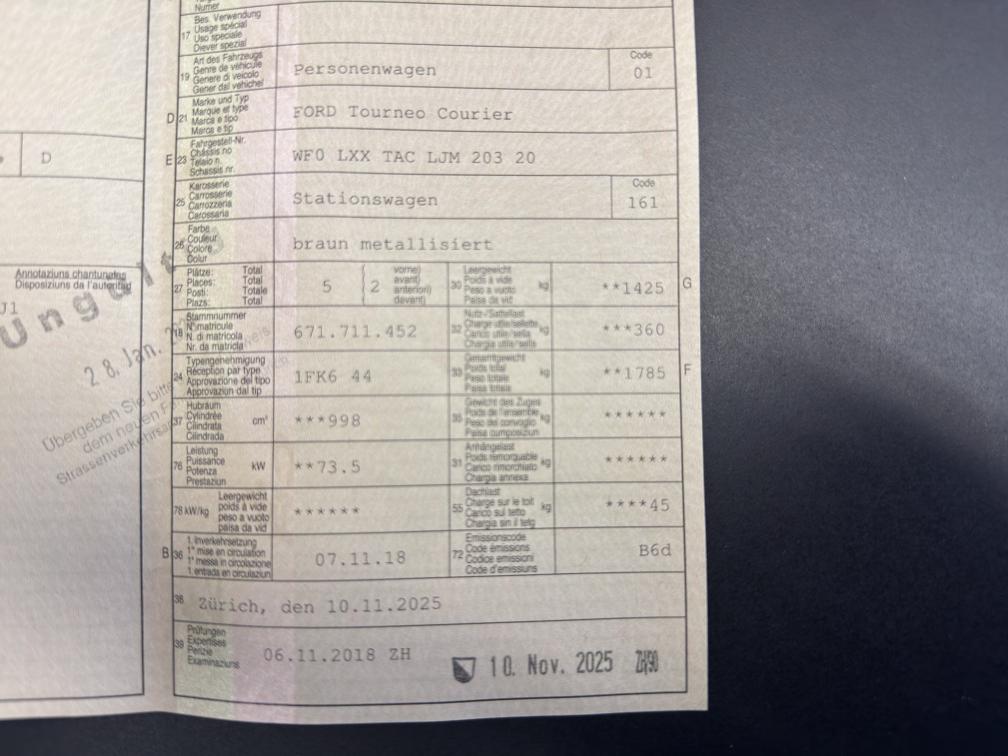 D
Annotaziuns chantunalas
Disposiziuns da l'autoritad
J1
Ungült
28. Jan.
Übergeben Sie bitte
dem neuen
Strassenverkehrsa
Numer
17
Bes. Verwendung
Usage spécial
Uso speciale
Diever spezial
19
Art des Fahrzeugs
Genre de véhicule
Genere di veicolo
Gener dal vehichel
Personenwagen
Code
01
D 21
Marke und Typ
Marque et type
Marca e tipo
Marca e tip
FORD Tourneo Courier
E 23
Fahrgestell-Nr.
Châssis no
Telaio n.
Schassis nr.
WF0 LXX TAC LJM 203 20
25
Karosserie
Carrosserie
Carrozzeria
Carossaria
Stationswagen
Code
161
26
Farbe
Couleur
Colore
Colur
braun metallisiert
27
Plätze: Total
Places: Total
Posti: Totale
Plazs: Total
5
2
vorne)
avant)
anteriori)
davant)
30
Leergewicht
Poids à vide
Peso a vuoto
Paisa da vid
kg
**1425
G
18
Stammnummer
N° matricule
N. di matricola
Nr. da matricla
671.711.452
32
Nutz-/Sattellast
Charge utile/sellette
Carico utile/sella
Chargia utila/sella
kg
***360
24
Typengenehmigung
Réception par type
Approvazione del tipo
Approvaziun dal tip
1FK6 44
33
Gesamtgewicht
Poids total
Peso totale
Paisa totala
kg
**1785
F
37
Hubraum
Cylindrée
Cilindrata
Cilindrada
cm³
***998
35
Gewicht des Zuges
Poids de l'ensemble
Peso del convoglio
Paisa cumposiziun
kg
******
76
Leistung
Puissance
Potenza
Prestaziun
kW
**73.5
31
Anhängelast
Poids remorquable
Carico rimorchiato
Chargia annexa
kg
******
78 kW/kg
Leergewicht
poids à vide
peso a vuoto
paisa da vid
******
55
Dachlast
Charge sur le toit
Carico sul tetto
Chargia sin il tetg
kg
****45
B 36
1. Inverkehrsetzung
1re mise en circulation
1a messa in circolazione
1. entrada en circulaziun
07.11.18
72
Emissionscode
Code émissions
Codice emissioni
Code d'emissiuns
B6d
38
Zürich, den 10.11.2025
39
Prüfungen
Expertises
Perizie
Examinaziuns
06.11.2018 ZH
10. Nov. 2025 ZH90